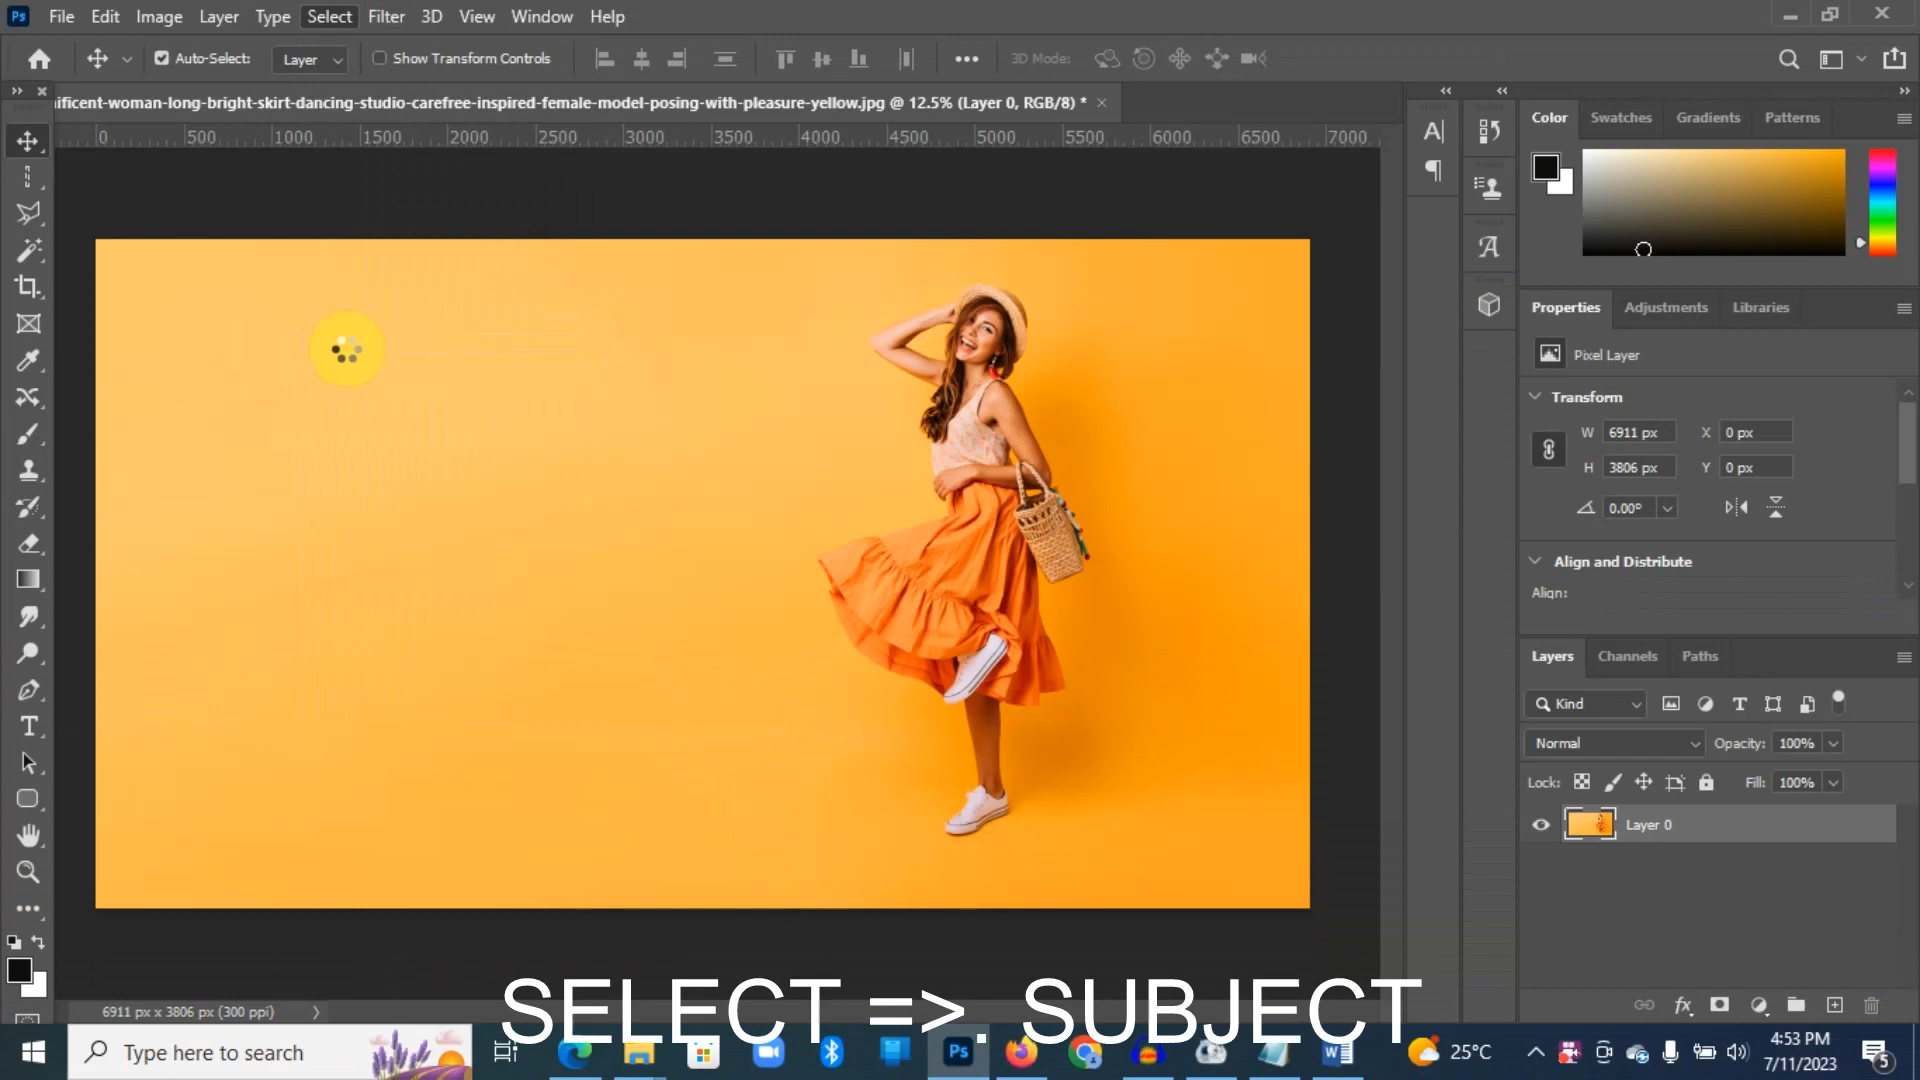 Ps File Edit Image Layer Type Select Filter 3D View Window Help
Auto-Select: Layer Show Transform Controls ••• 3D Mode:
ificent-woman-long-bright-skirt-dancing-studio-carefree-inspired-female-model-posing-with-pleasure-yellow.jpg @ 12.5% (Layer 0, RGB/8) *
0 500 1000 1500 2000 2500 3000 3500 4000 4500 5000 5500 6000 6500 7000
Color Swatches Gradients Patterns
Properties Adjustments Libraries
Pixel Layer
Transform
W 6911 px X 0 px
H 3806 px Y 0 px
0.00°
Align and Distribute
Align:
Layers Channels Paths
Kind
Normal Opacity: 100%
Lock: Fill: 100%
Layer 0
6911 px x 3806 px (300 ppi)
SELECT =>. SUBJECT
Type here to search
Ps
25°C
4:53 PM
7/11/2023
5